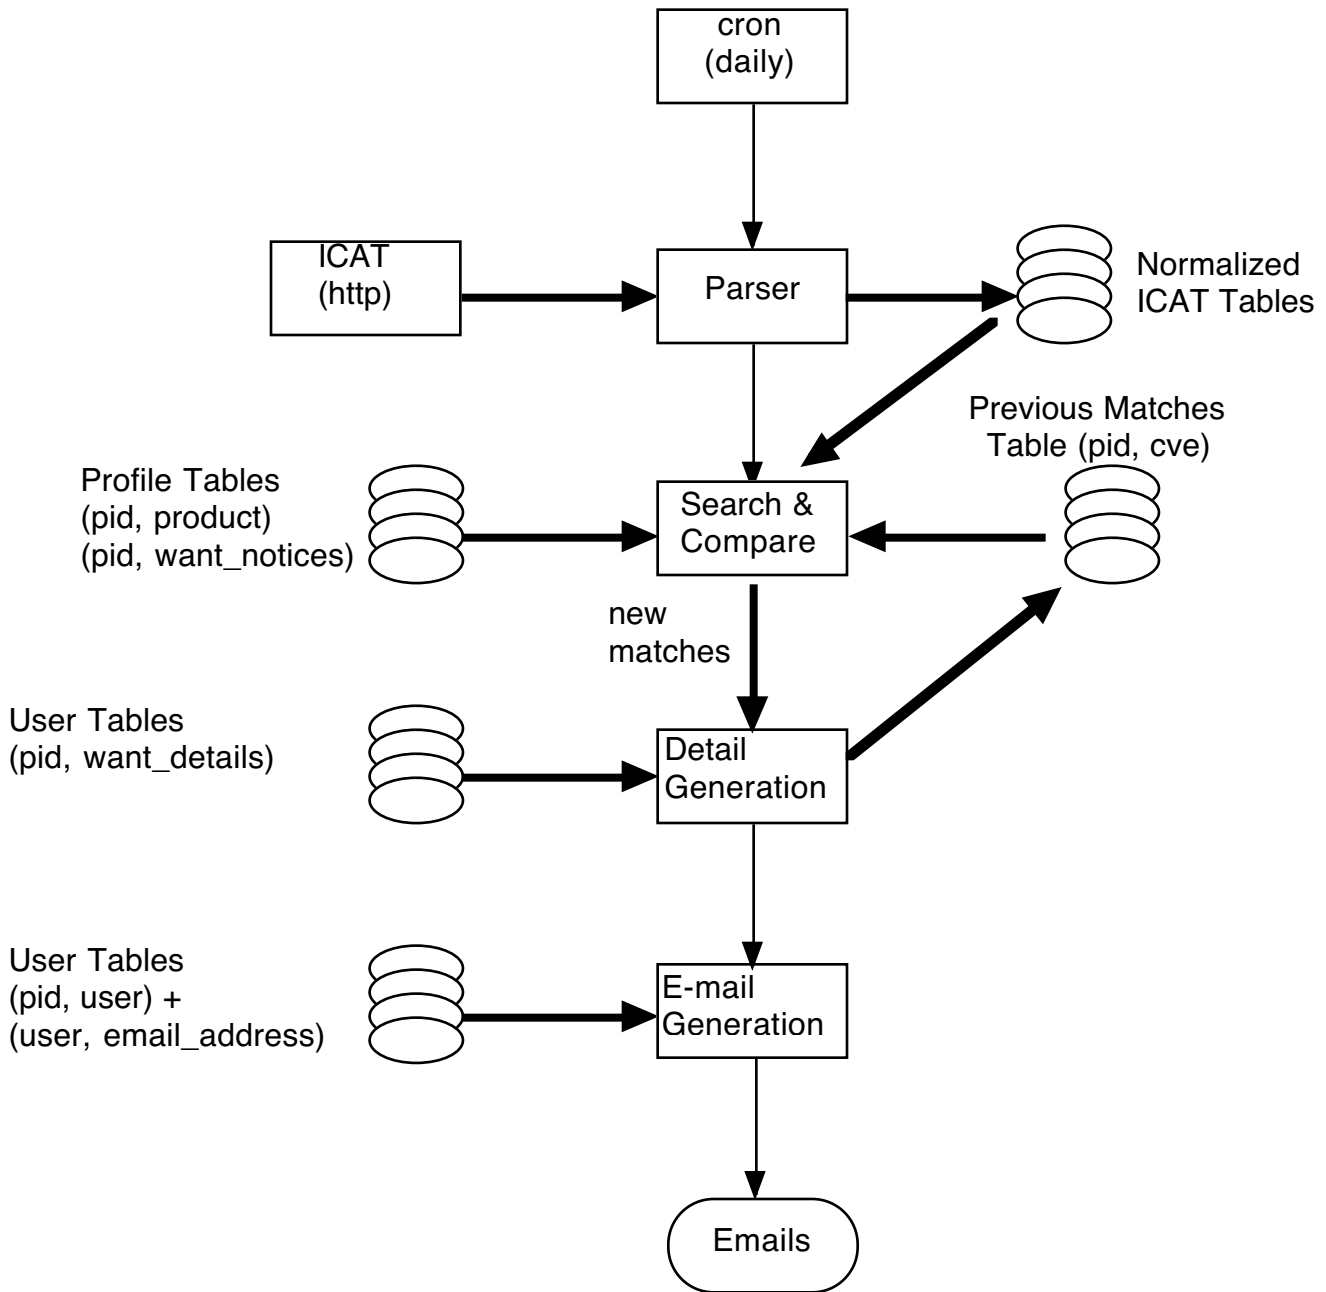 cron
(daily)
ICAT
(http)
Parser
Normalized
ICAT Tables
Previous Matches
Table (pid, cve)
Profile Tables
(pid, product)
(pid, want_notices)
Search &
Compare
new
matches
User Tables
(pid, want_details)
Detail
Generation
User Tables
(pid, user) +
(user, email_address)
E-mail
Generation
Emails